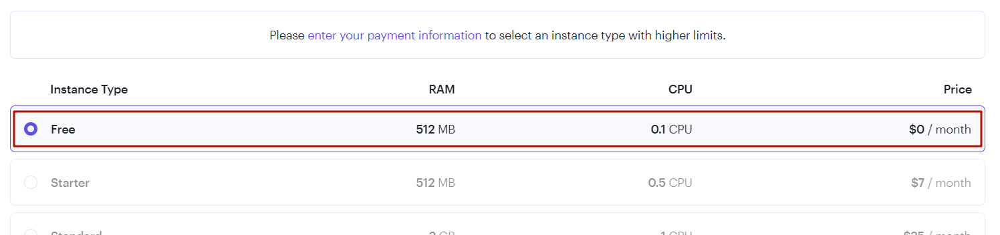 Please enter your payment information to select an instance type with higher limits.
Instance Type RAM CPU Price
Free 512 MB 0.1 CPU $0 / month
Starter 512 MB 0.5 CPU $7 / month
Standard 2 GB 1 CPU $25 / month